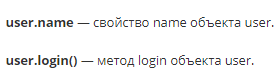 user.name — свойство name объекта user.
user.login() — метод login объекта user.